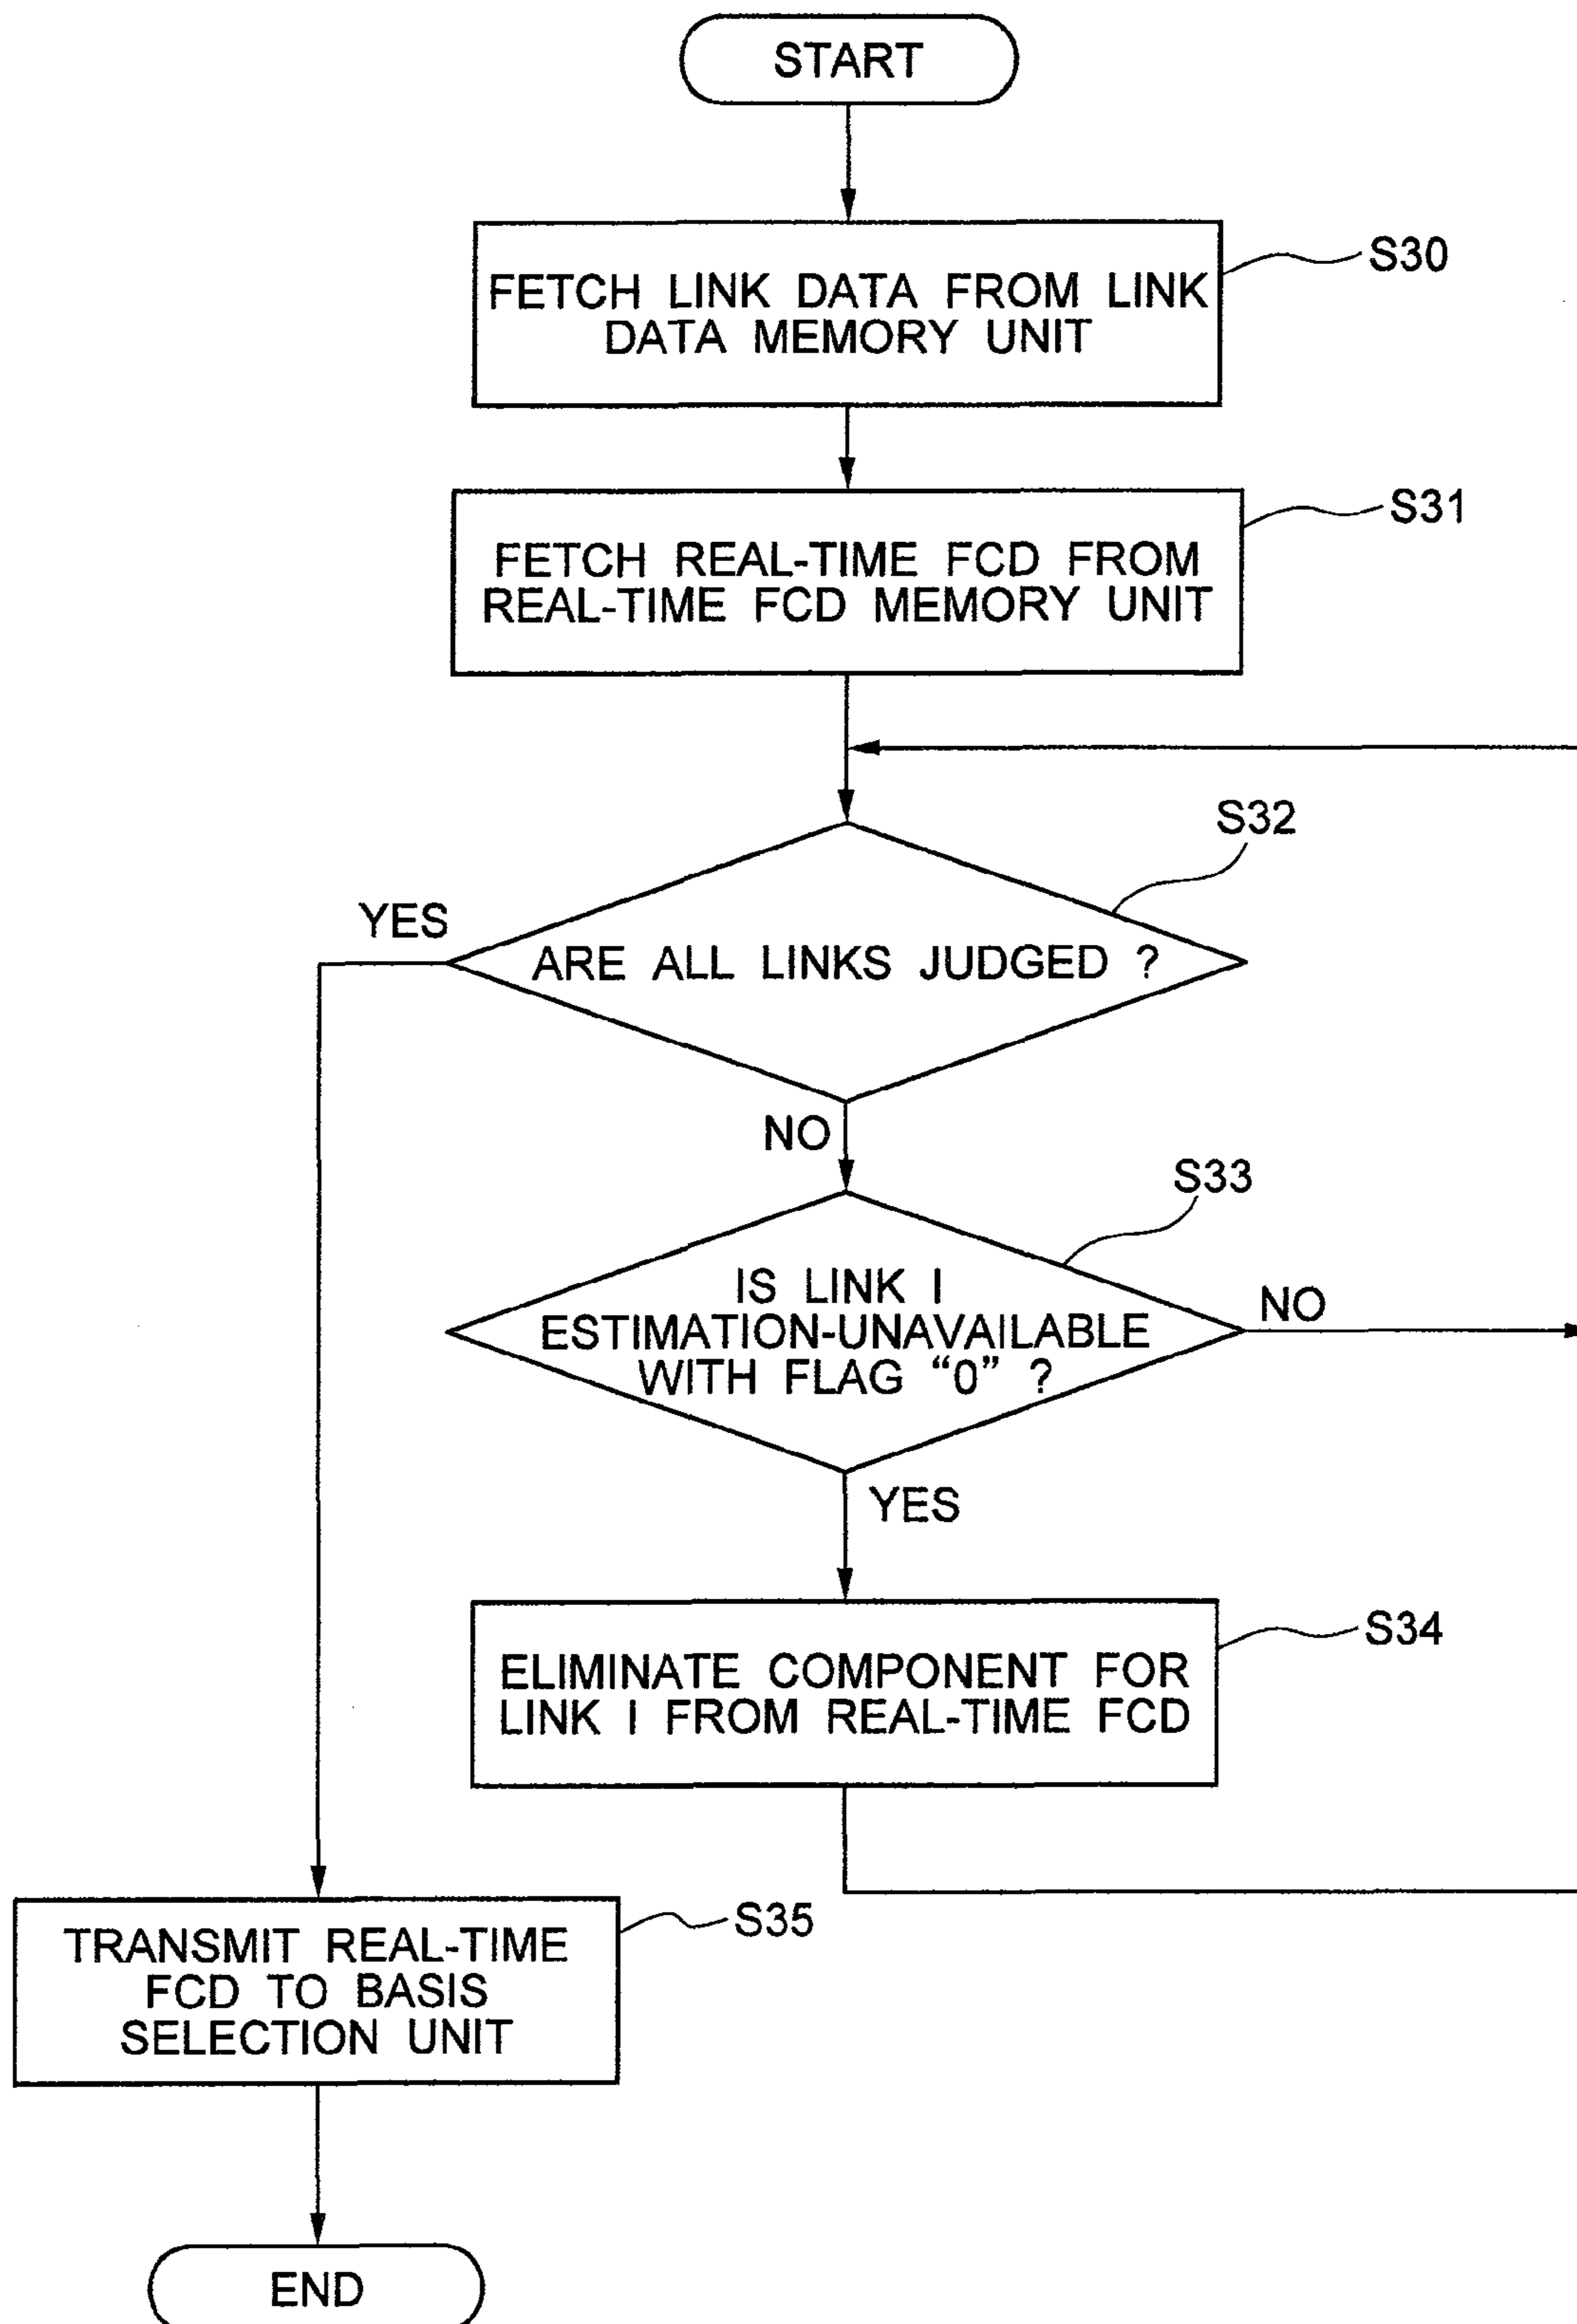 START
S30
FETCH LINK DATA FROM LINK
DATA MEMORY UNIT
S31
FETCH REAL-TIME FCD FROM
REAL-TIME FCD MEMORY UNIT
S32
YES
ARE ALL LINKS JUDGED ?
NO
S33
IS LINK I
ESTIMATION-UNAVAILABLE
WITH FLAG “0” ?
NO
YES
S34
ELIMINATE COMPONENT FOR
LINK I FROM REAL-TIME FCD
S35
TRANSMIT REAL-TIME
FCD TO BASIS
SELECTION UNIT
END